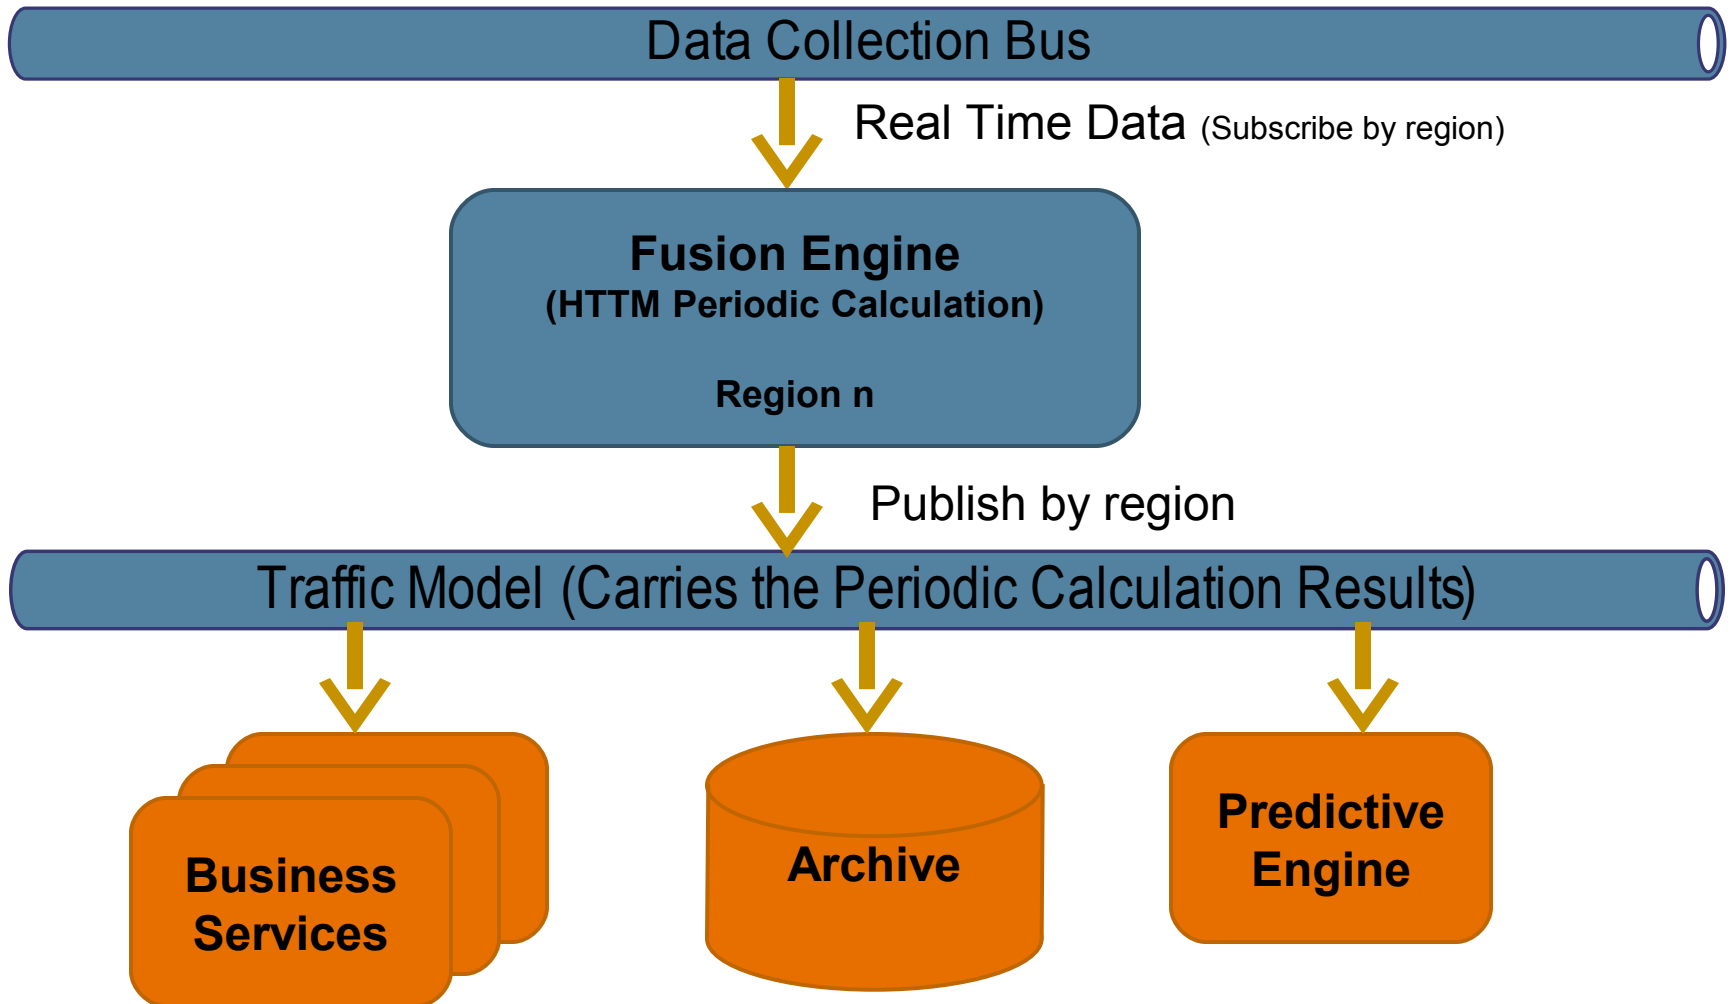 Data Collection Bus
Real Time Data (Subscribe by region)
Fusion Engine
(HTTM Periodic Calculation)
Region n
Publish by region
Traffic Model (Carries the Periodic Calculation Results)
Business
Services
Archive
Predictive
Engine